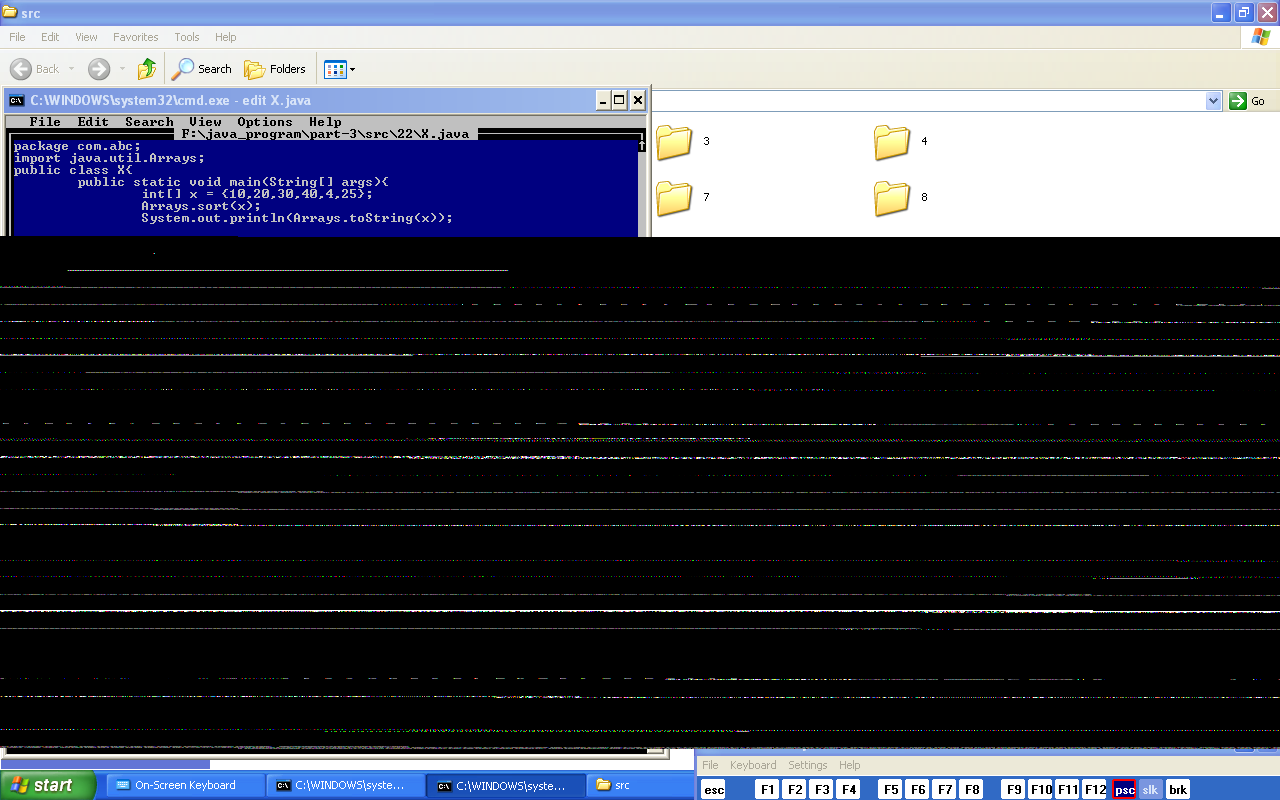 src
File Edit View Favorites Tools Help
Back Search Folders
Go
C:\WINDOWS\system32\cmd.exe - edit X.java
File Edit Search View Options Help
F:\java_program\part-3\src\22\X.java
package com.abc;
import java.util.Arrays;
public class X{
public static void main(String[] args){
int[] x = {10,20,30,40,4,25};
Arrays.sort(x);
System.out.println(Arrays.toString(x));
3 4
7 8
File Keyboard Settings Help
esc F1 F2 F3 F4 F5 F6 F7 F8 F9 F10 F11 F12 psc slk brk
start On-Screen Keyboard C:\WINDOWS\syste... C:\WINDOWS\syste... src